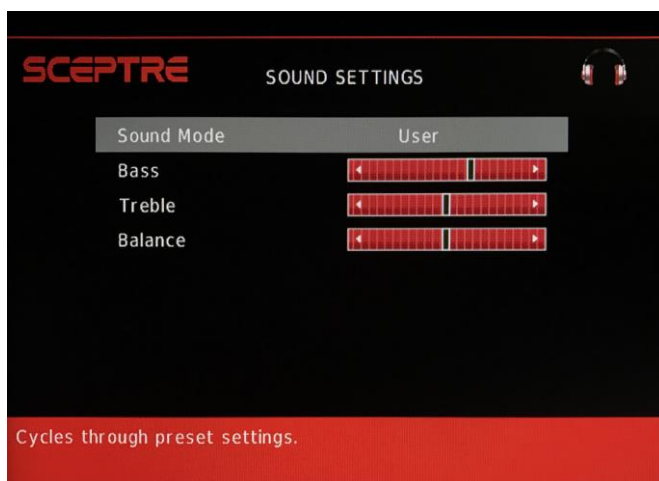 SCEPTRE
SOUND SETTINGS
Sound Mode User
Bass
Treble
Balance
Cycles through preset settings.